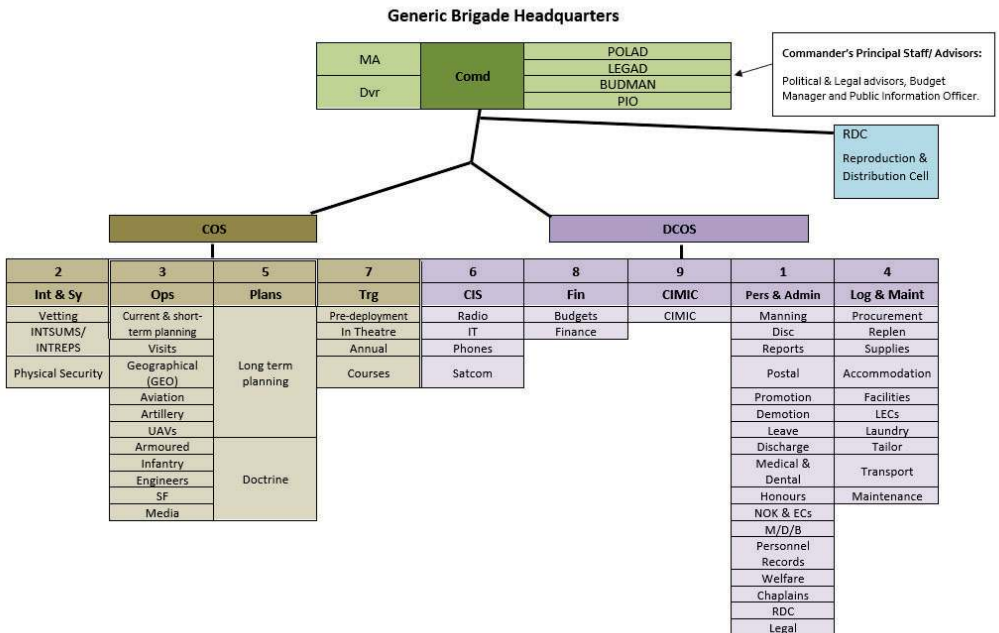 Generic Brigade Headquarters
MA
Dvr
Comd
POLAD
LEGAD
BUDMAN
PIO
Commander's Principal Staff/ Advisors:
Political & Legal advisors, Budget
Manager and Public Information Officer.
RDC
Reproduction &
Distribution Cell
COS
DCOS
2
Int & Sy
Vetting
INTSUMS/
INTREPS
Physical Security
3
Ops
Current & short-
term planning
Visits
Geographical
(GEO)
Aviation
Artillery
UAVs
Armoured
Infantry
Engineers
SF
Media
5
Plans
Long term
planning
Doctrine
7
Trg
Pre-deployment
In Theatre
Annual
Courses
6
CIS
Radio
IT
Phones
Satcom
8
Fin
Budgets
Finance
9
CIMIC
CIMIC
1
Pers & Admin
Manning
Disc
Reports
Postal
Promotion
Demotion
Leave
Discharge
Medical &
Dental
Honours
NOK & ECs
M/D/B
Personnel
Records
Welfare
Chaplains
RDC
Legal
4
Log & Maint
Procurement
Replen
Supplies
Accommodation
Facilities
LECs
Laundry
Tailor
Transport
Maintenance